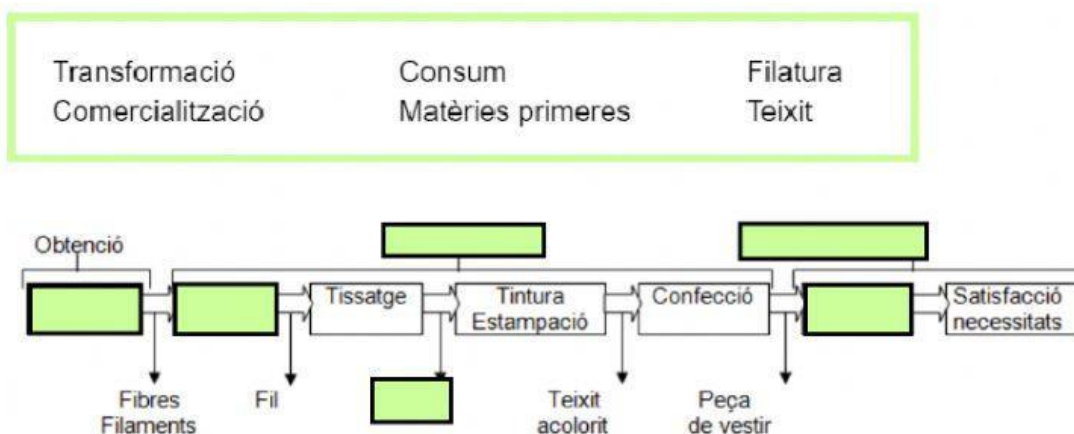 Transformació Consum Filatura
Comercialització Matèries primeres Teixit
Obtenció
Tissatge
Tintura
Estampació
Confecció
Satisfacció
necessitats
Fibres
Filaments
Fil
Teixit
acolorit
Peça
de vestir